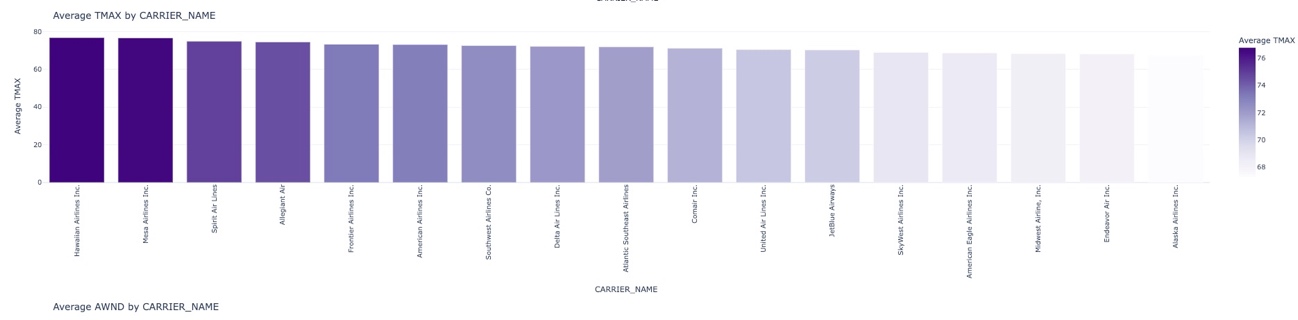 CARRIER_NAME
Average TMAX by CARRIER_NAME
80
60
40
20
0
Average TMAX
Hawaiian Airlines Inc.
Mesa Airlines Inc.
Spirit Air Lines
Allegiant Air
Frontier Airlines Inc.
American Airlines Inc.
Southwest Airlines Co.
Delta Air Lines Inc.
Atlantic Southeast Airlines
Comair Inc.
United Air Lines Inc.
JetBlue Airways
SkyWest Airlines Inc.
American Eagle Airlines Inc.
Midwest Airline, Inc.
Endeavor Air Inc.
Alaska Airlines Inc.
CARRIER_NAME
Average TMAX
76
74
72
70
68
Average AWND by CARRIER_NAME